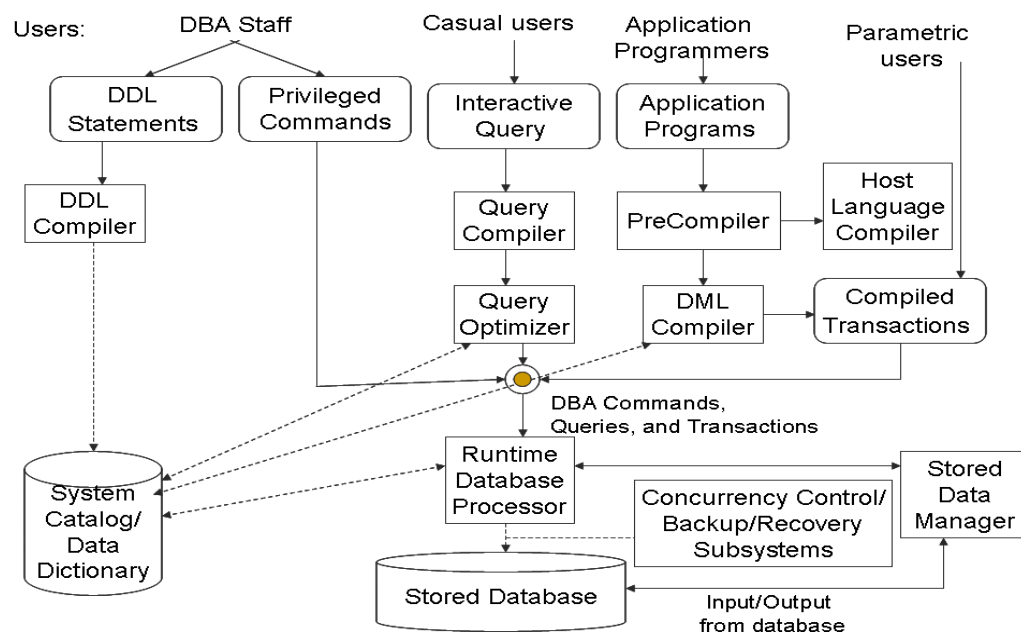 Users:
DBA Staff
Casual users
Application
Programmers
Parametric
users
DDL
Statements
Privileged
Commands
Interactive
Query
Application
Programs
DDL
Compiler
Query
Compiler
PreCompiler
Host
Language
Compiler
Query
Optimizer
DML
Compiler
Compiled
Transactions
DBA Commands,
Queries, and Transactions
Runtime
Database
Processor
Stored
Data
Manager
System
Catalog/
Data
Dictionary
Concurrency Control/
Backup/Recovery
Subsystems
Stored Database
Input/Output
from database